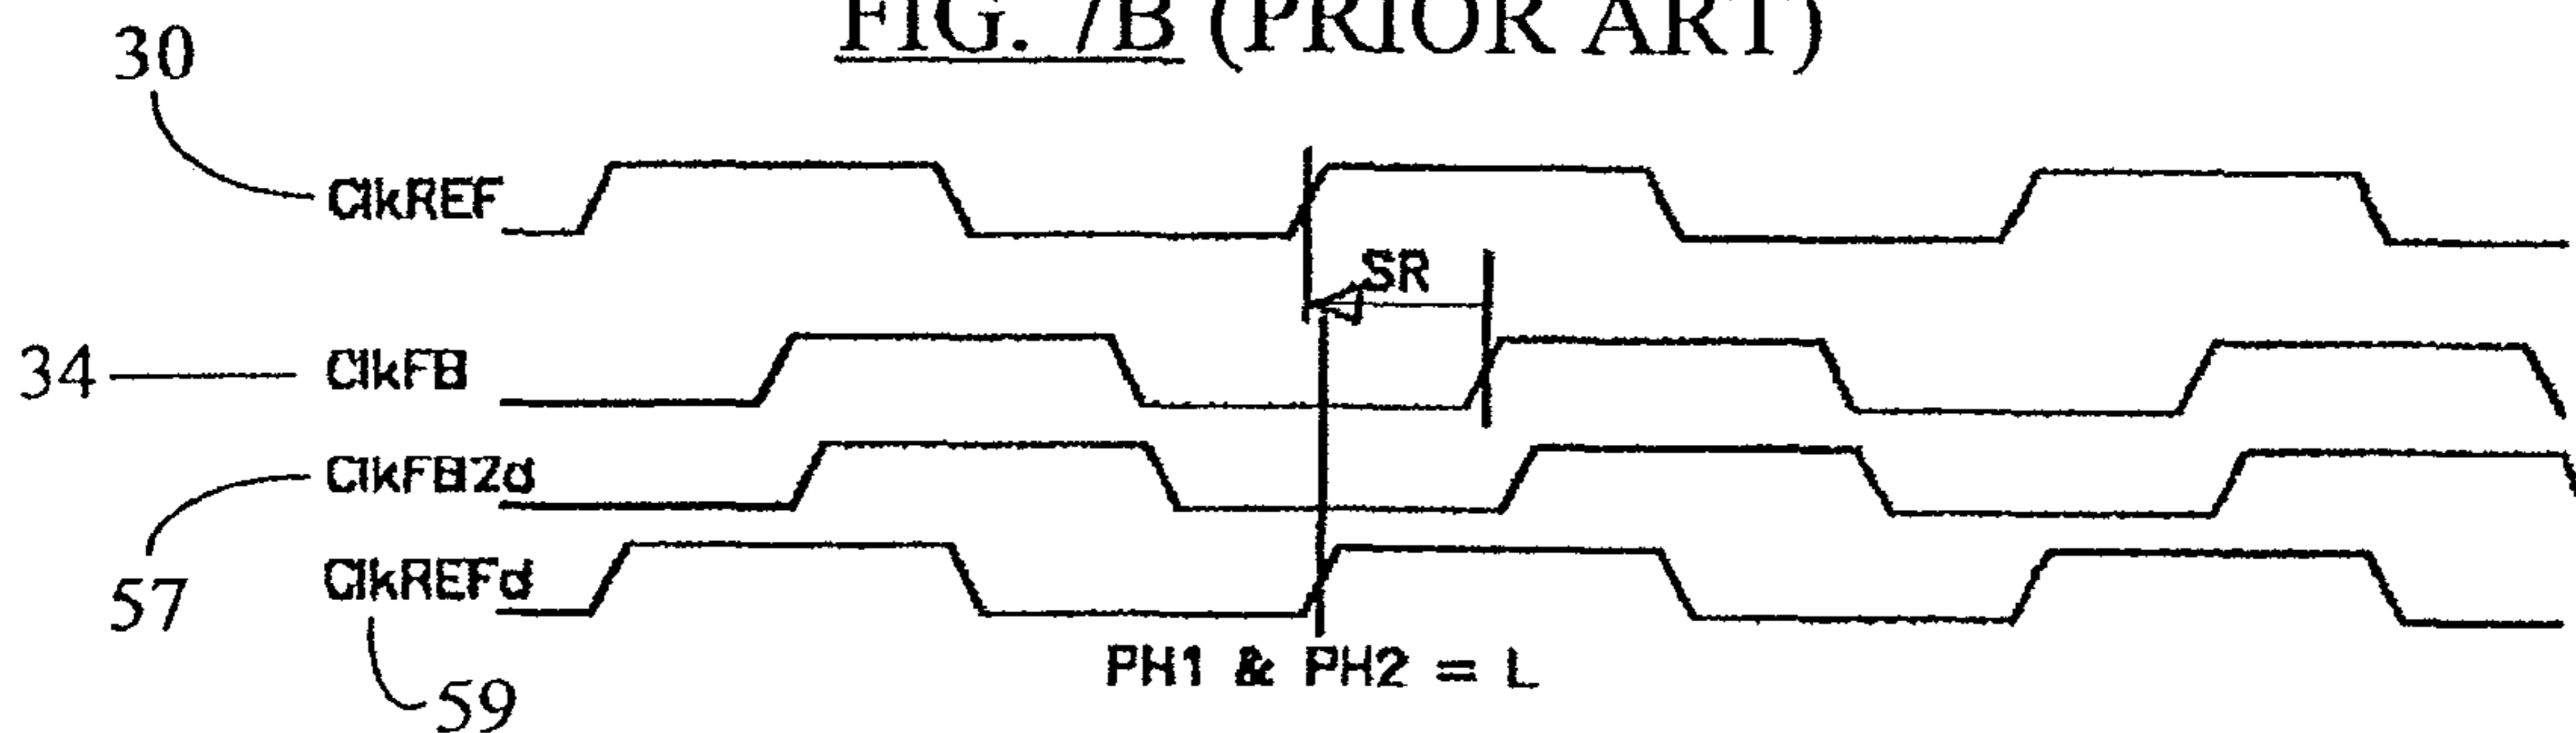 FIG. 7B (PRIOR ART)
30
ClkREF
SR
34
ClkFB
ClkFB2d
57
ClkREFd
59
PH1 & PH2 = L